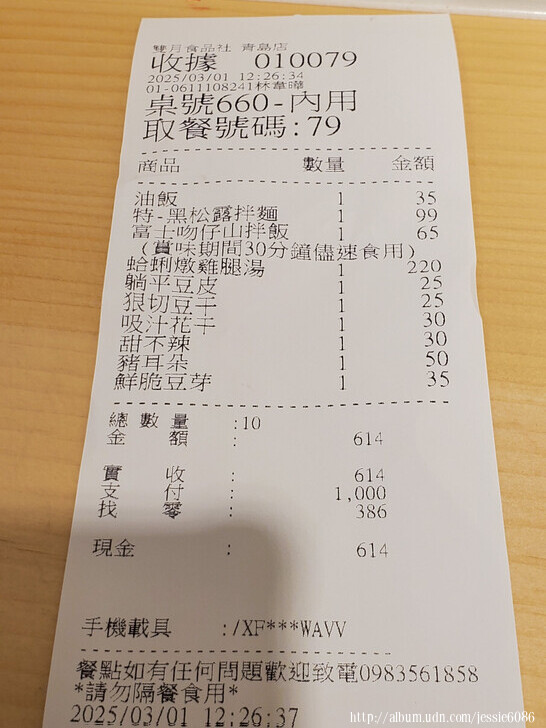 雙月食品社 青島店
收據 010079
2025/03/01 12:26:34
01-0611108241林韋曄
桌號660-內用
取餐號碼:79
商品 數量 金額
油飯 1 35
特-黑松露拌麵 1 99
富士吻仔山拌飯 1 65
(賞味期間30分鐘儘速食用)
蛤蜊燉雞腿湯 1 220
躺平豆皮 1 25
狠切豆干 1 25
吸汁花干 1 30
甜不辣 1 30
豬耳朵 1 50
鮮脆豆芽 1 35
總數量 :10
金額 : 614
實收 : 614
支付 : 1,000
找零 : 386
現金 : 614
手機載具 :/XF***WAVV
餐點如有任何問題歡迎致電0983561858
*請勿隔餐食用*
2025/03/01 12:26:37
http://album.udn.com/jessie6086